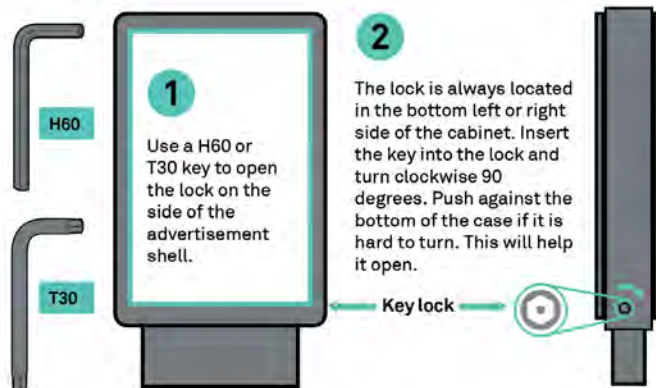 H60
T30
1
Use a H60 or
T30 key to open
the lock on the
side of the
advertisement
shell.
2
The lock is always located
in the bottom left or right
side of the cabinet. Insert
the key into the lock and
turn clockwise 90
degrees. Push against the
bottom of the case if it is
hard to turn. This will help
it open.
Key lock